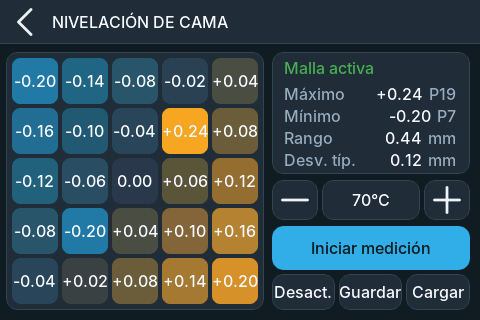 NIVELACIÓN DE CAMA
-0.20 -0.14 -0.08 -0.02 +0.04
-0.16 -0.10 -0.04 +0.24 +0.08
-0.12 -0.06 0.00 +0.06 +0.12
-0.08 -0.20 +0.04 +0.10 +0.16
-0.04 +0.02 +0.08 +0.14 +0.20
Malla activa
Máximo +0.24 P19
Mínimo -0.20 P7
Rango 0.44 mm
Desv. típ. 0.12 mm
70°C
Iniciar medición
Desact. Guardar Cargar